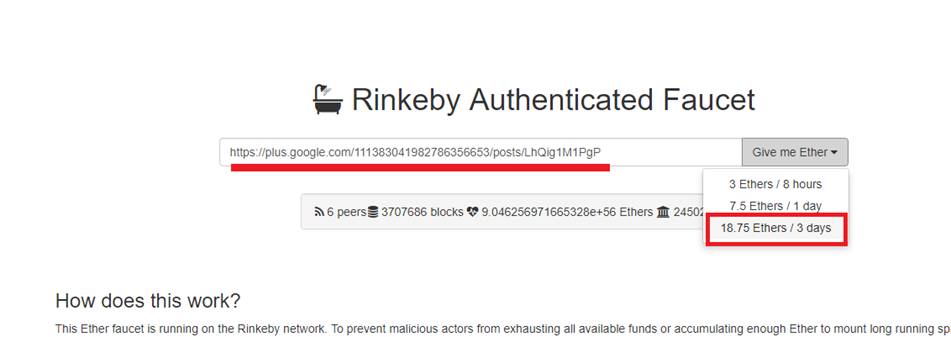 Rinkeby Authenticated Faucet
https://plus.google.com/111383041982786356653/posts/LhQig1M1PgP
Give me Ether
3 Ethers / 8 hours
7.5 Ethers / 1 day
18.75 Ethers / 3 days
6 peers 3707686 blocks 9.046256971665328e+56 Ethers 24502
How does this work?
This Ether faucet is running on the Rinkeby network. To prevent malicious actors from exhausting all available funds or accumulating enough Ether to mount long running sp